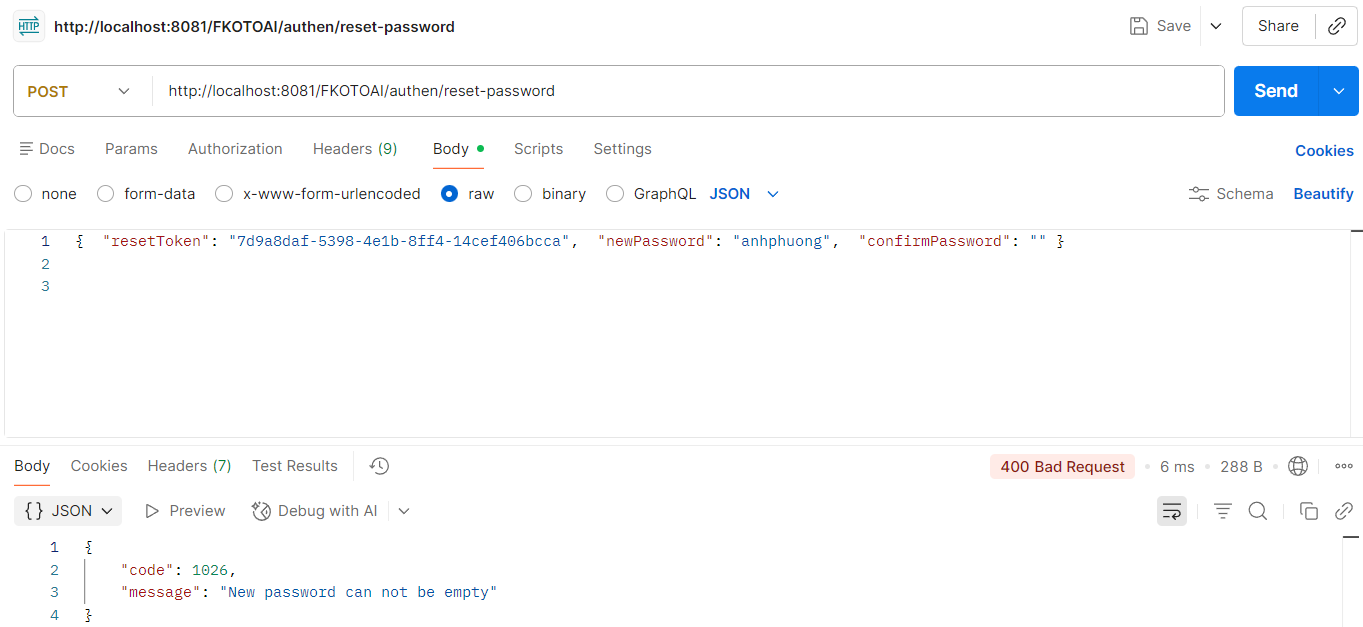 HTTP http://localhost:8081/FKOTOAI/authen/reset-password Save Share
POST http://localhost:8081/FKOTOAI/authen/reset-password Send
Docs Params Authorization Headers (9) Body Scripts Settings Cookies
none form-data x-www-form-urlencoded raw binary GraphQL JSON Schema Beautify
1 { "resetToken": "7d9a8daf-5398-4e1b-8ff4-14cef406bcca", "newPassword": "anhphuong", "confirmPassword": "" }
2
3
Body Cookies Headers (7) Test Results 400 Bad Request 6 ms 288 B
{} JSON Preview Debug with AI
1 {
2 "code": 1026,
3 "message": "New password can not be empty"
4 }